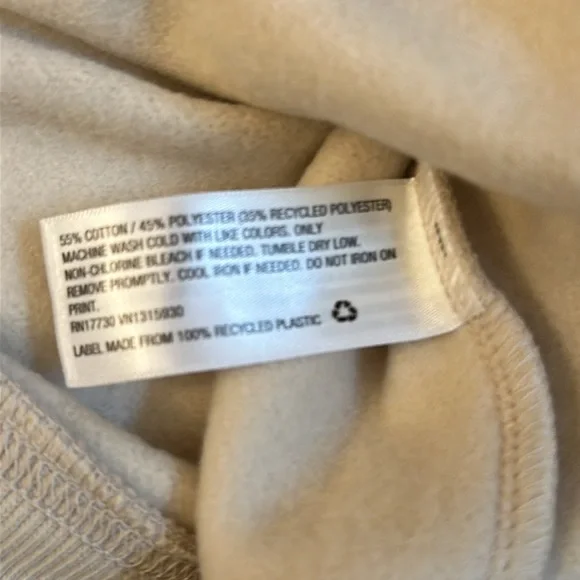 55% COTTON / 45% POLYESTER (35% RECYCLED POLYESTER)
MACHINE WASH COLD WITH LIKE COLORS. ONLY
NON-CHLORINE BLEACH IF NEEDED. TUMBLE DRY LOW.
REMOVE PROMPTLY. COOL IRON IF NEEDED. DO NOT IRON ON
PRINT.
RN17730 VN1315/930
LABEL MADE FROM 100% RECYCLED PLASTIC